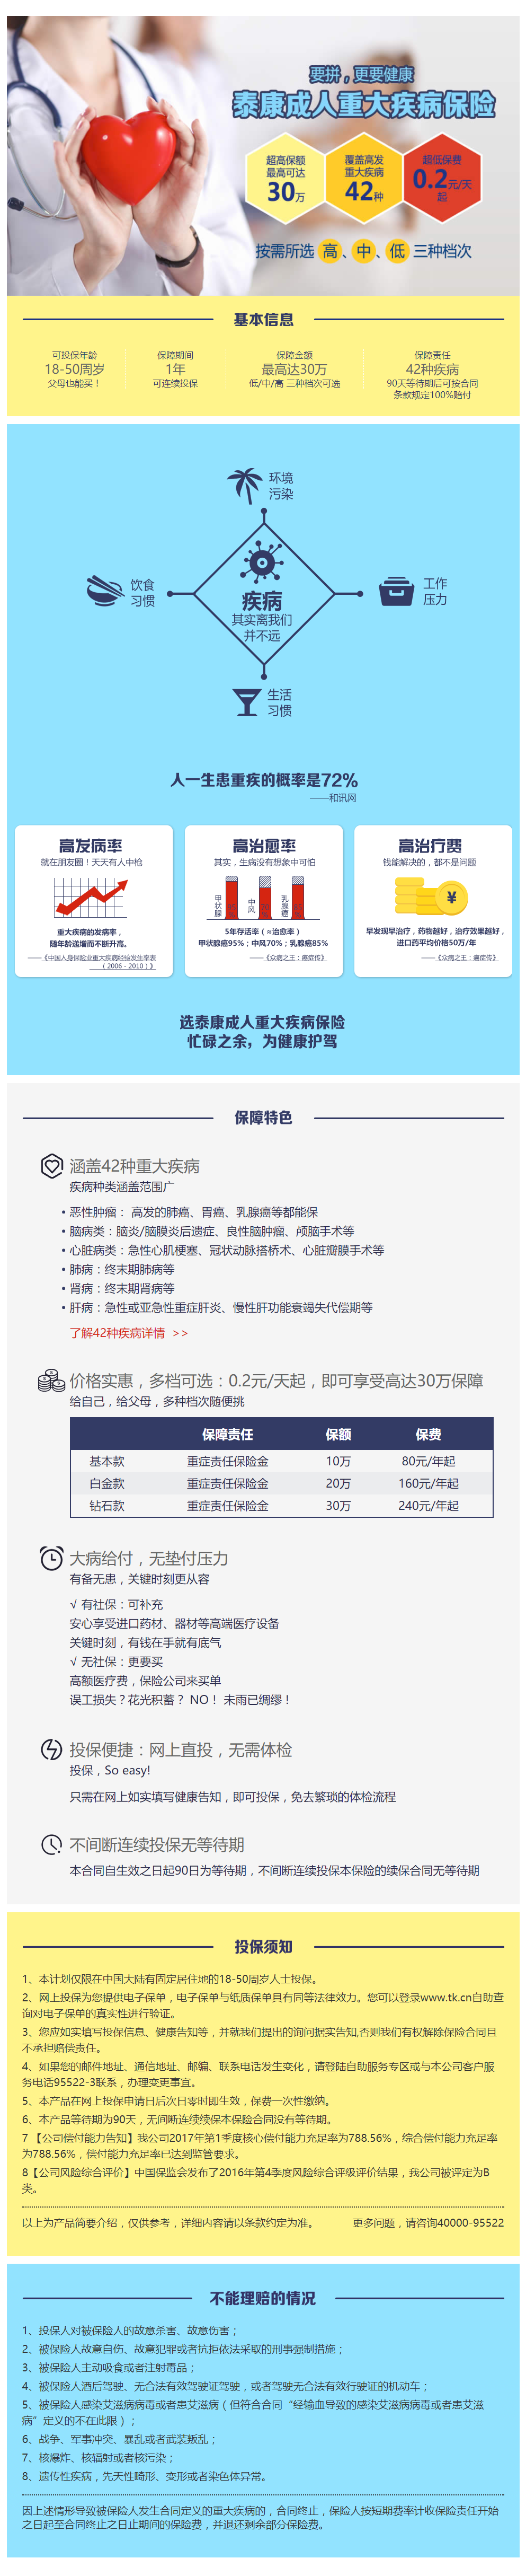 要拼，更要健康
泰康成人重大疾病保险
超高保额
最高可达
30万
覆盖高发
重大疾病
42种
超低保费
0.2元/天
起
按需所选 高、中、低 三种档次
基本信息
可投保年龄
18-50周岁
父母也能买！
保障期间
1年
可连续投保
保障金额
最高达30万
低/中/高 三种档次可选
保障责任
42种疾病
90天等待期后可按合同
条款规定100%赔付
环境
污染
饮食
习惯
疾病
其实离我们
并不远
工作
压力
生活
习惯
人一生患重疾的概率是72%
——和讯网
高发病率
就在朋友圈！天天有人中枪
重大疾病的发病率，
随年龄递增而不断升高。
——《中国人身保险业重大疾病经验发生率表
（2006－2010）》
高治愈率
其实，生病没有想象中可怕
甲状腺
中风
乳腺癌
5年存活率（≈治愈率）
甲状腺癌95%；中风70%；乳腺癌85%
——《众病之王：癌症传》
高治疗费
钱能解决的，都不是问题
¥
早发现早治疗，药物越好，治疗效果越好，
进口药平均价格50万/年
——《众病之王：癌症传》
选泰康成人重大疾病保险
忙碌之余，为健康护驾
保障特色
涵盖42种重大疾病
疾病种类涵盖范围广
• 恶性肿瘤： 高发的肺癌、胃癌、乳腺癌等都能保
• 脑病类：脑炎/脑膜炎后遗症、良性脑肿瘤、颅脑手术等
• 心脏病类：急性心肌梗塞、冠状动脉搭桥术、心脏瓣膜手术等
• 肺病：终末期肺病等
• 肾病：终末期肾病等
• 肝病：急性或亚急性重症肝炎、慢性肝功能衰竭失代偿期等
了解42种疾病详情 >>
价格实惠，多档可选：0.2元/天起，即可享受高达30万保障
给自己，给父母，多种档次随便挑
保障责任 保额 保费
基本款 重症责任保险金 10万 80元/年起
白金款 重症责任保险金 20万 160元/年起
钻石款 重症责任保险金 30万 240元/年起
大病给付，无垫付压力
有备无患，关键时刻更从容
√ 有社保：可补充
安心享受进口药材、器材等高端医疗设备
关键时刻，有钱在手就有底气
√ 无社保：更要买
高额医疗费，保险公司来买单
误工损失？花光积蓄？ NO！ 未雨已绸缪！
投保便捷：网上直投，无需体检
投保，So easy!
只需在网上如实填写健康告知，即可投保，免去繁琐的体检流程
不间断连续投保无等待期
本合同自生效之日起90日为等待期，不间断连续投保本保险的续保合同无等待期
投保须知
1、本计划仅限在中国大陆有固定居住地的18-50周岁人士投保。
2、网上投保为您提供电子保单，电子保单与纸质保单具有同等法律效力。您可以登录www.tk.cn自助查
询对电子保单的真实性进行验证。
3、您应如实填写投保信息、健康告知等，并就我们提出的询问据实告知,否则我们有权解除保险合同且
不承担赔偿责任。
4、如果您的邮件地址、通信地址、邮编、联系电话发生变化，请登陆自助服务专区或与本公司客户服
务电话95522-3联系，办理变更事宜。
5、本产品在网上投保申请日后次日零时即生效，保费一次性缴纳。
6、本产品等待期为90天，无间断连续续保本保险合同没有等待期。
7 【公司偿付能力告知】我公司2017年第1季度核心偿付能力充足率为788.56%，综合偿付能力充足率
为788.56%，偿付能力充足率已达到监管要求。
8【公司风险综合评价】中国保监会发布了2016年第4季度风险综合评级评价结果，我公司被评定为B
类。
以上为产品简要介绍，仅供参考，详细内容请以条款约定为准。 更多问题，请咨询40000-95522
不能理赔的情况
1、投保人对被保险人的故意杀害、故意伤害；
2、被保险人故意自伤、故意犯罪或者抗拒依法采取的刑事强制措施；
3、被保险人主动吸食或者注射毒品；
4、被保险人酒后驾驶、无合法有效驾驶证驾驶，或者驾驶无合法有效行驶证的机动车；
5、被保险人感染艾滋病病毒或者患艾滋病（但符合合同“经输血导致的感染艾滋病病毒或者患艾滋
病”定义的不在此限）；
6、战争、军事冲突、暴乱或者武装叛乱；
7、核爆炸、核辐射或者核污染；
8、遗传性疾病，先天性畸形、变形或者染色体异常。
因上述情形导致被保险人发生合同定义的重大疾病的，合同终止，保险人按短期费率计收保险责任开始
之日起至合同终止之日止期间的保险费，并退还剩余部分保险费。